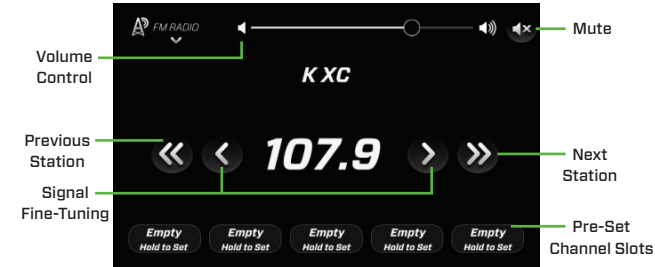 FM RADIO
Mute
Volume
Control
K XC
Previous
Station
107.9
Next
Station
Signal
Fine-Tuning
Empty
Hold to Set
Empty
Hold to Set
Empty
Hold to Set
Empty
Hold to Set
Empty
Hold to Set
Pre-Set
Channel Slots